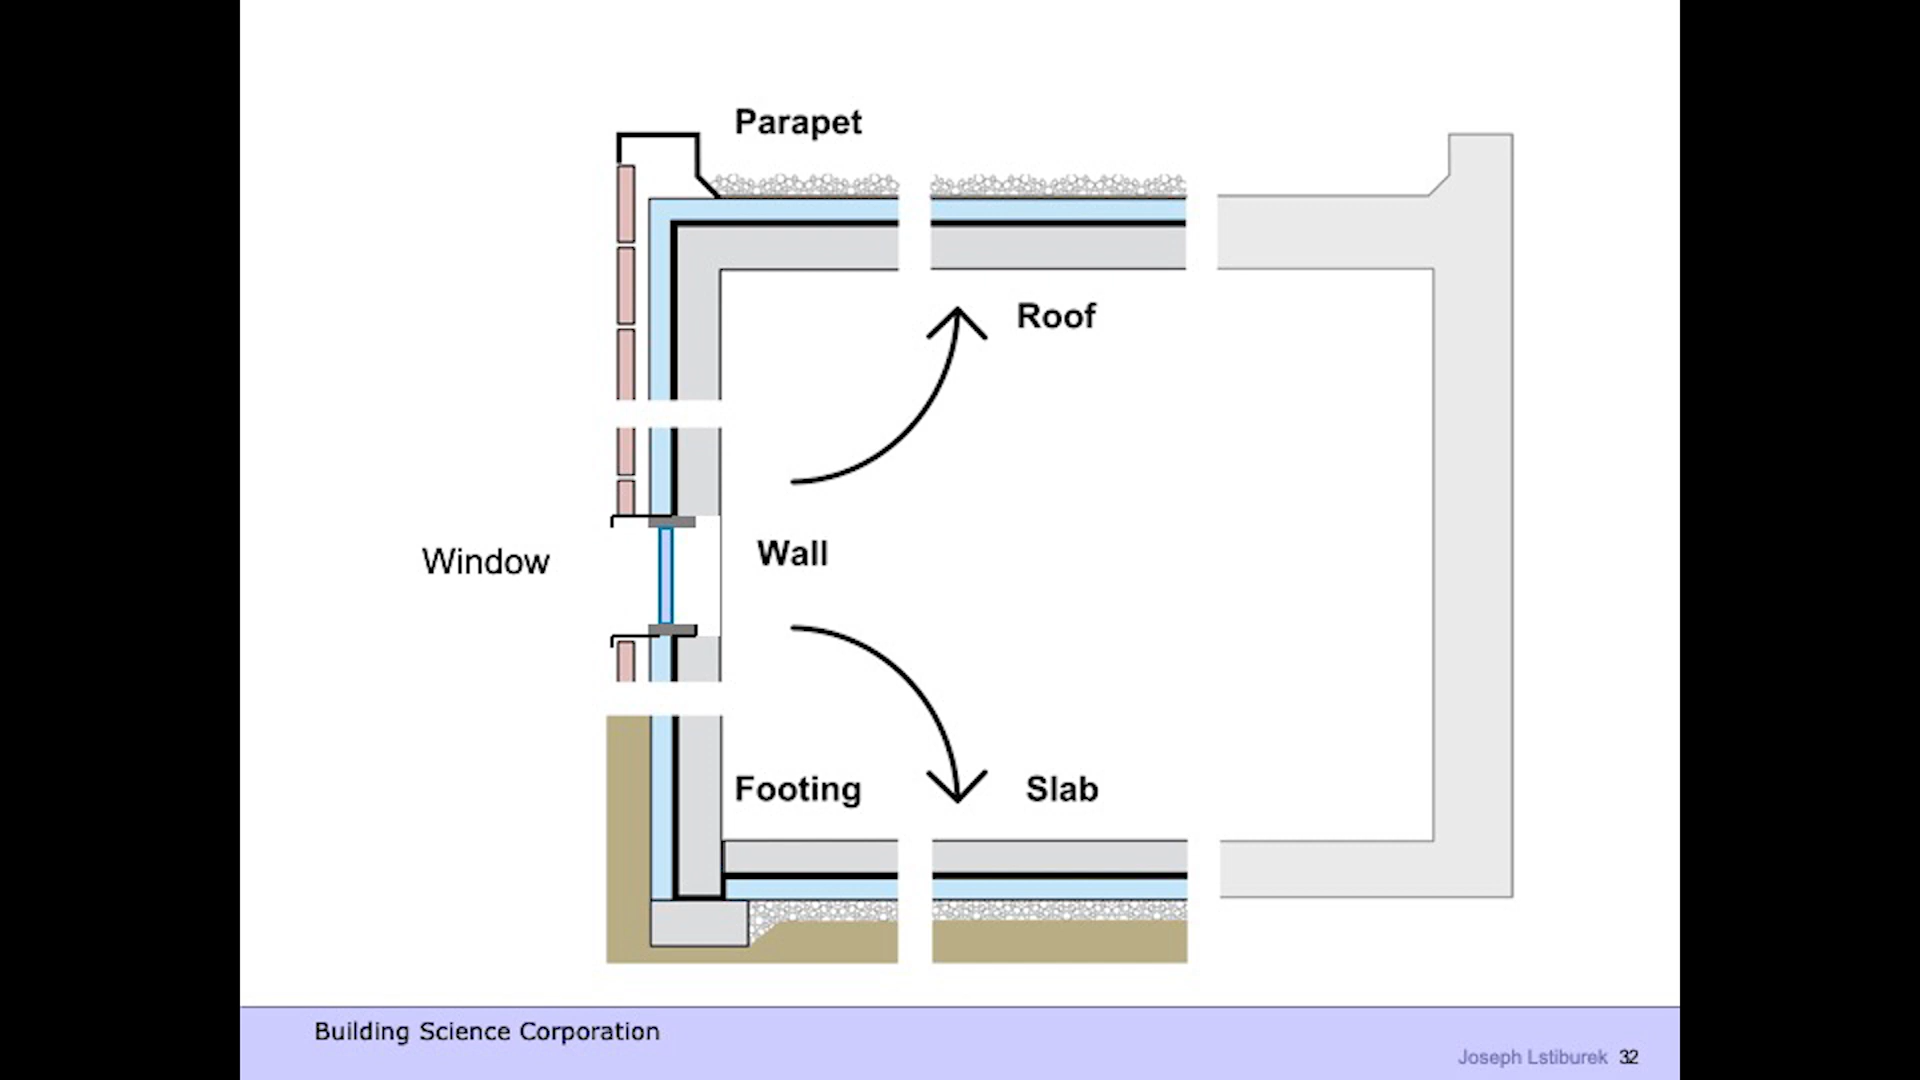 Parapet
Roof
Window
Wall
Footing
Slab
Building Science Corporation
Joseph Lstiburek 32